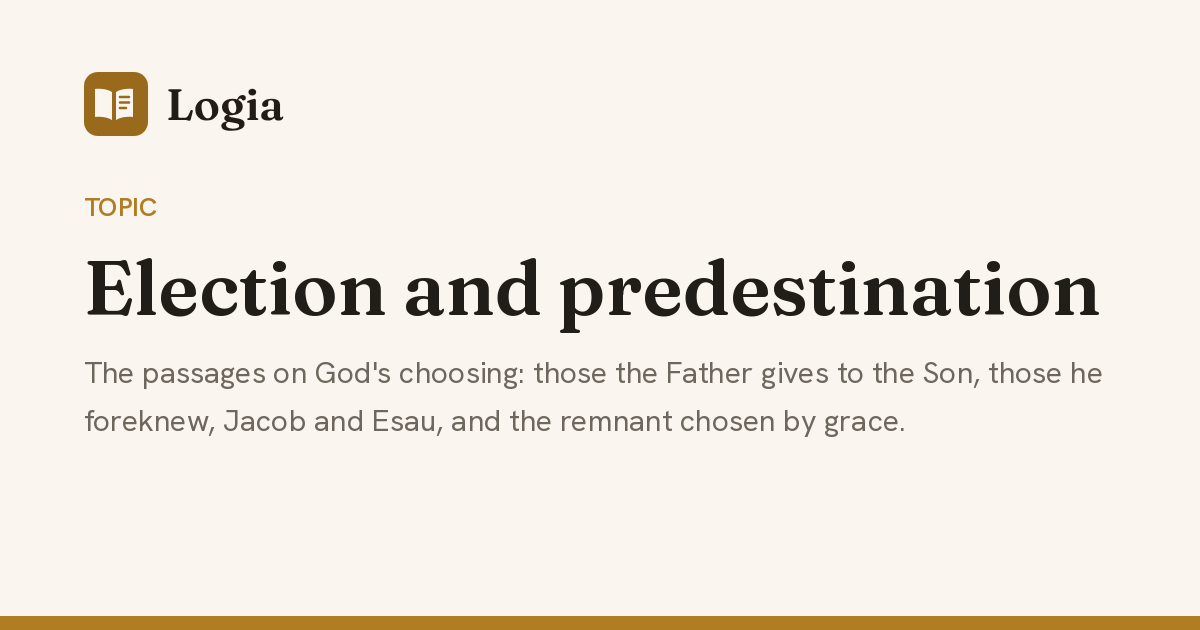 Logia
TOPIC
Election and predestination
The passages on God's choosing: those the Father gives to the Son, those he
foreknew, Jacob and Esau, and the remnant chosen by grace.